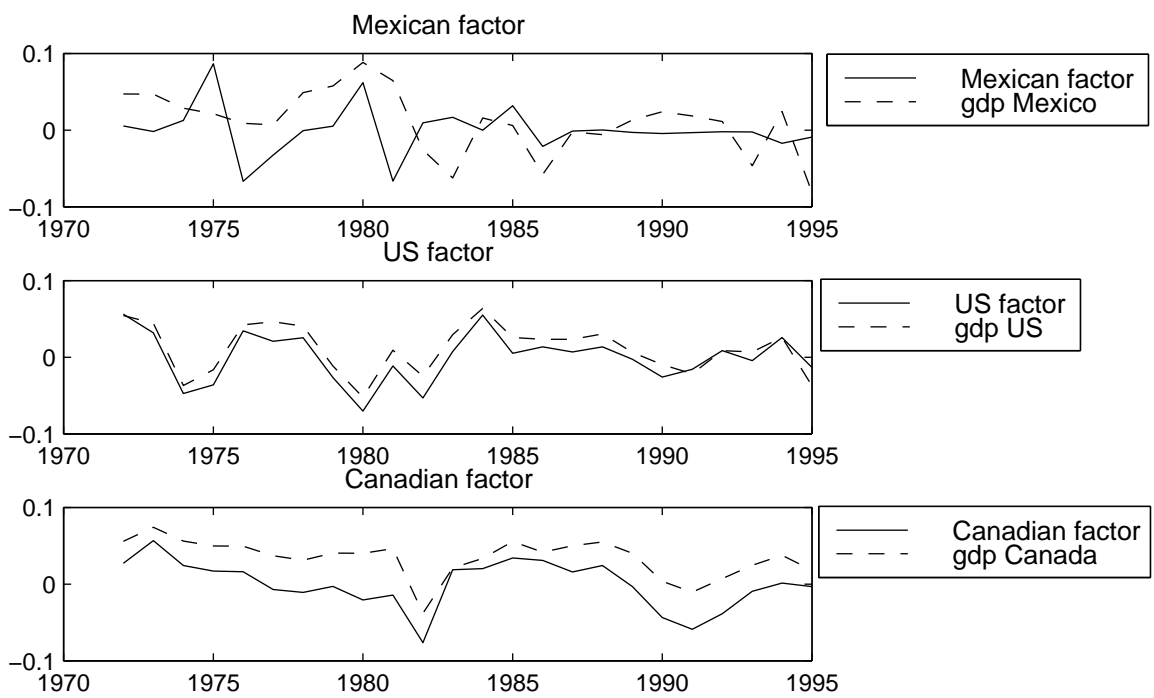 Mexican factor
0.1
0
−0.1
1970 1975 1980 1985 1990 1995
Mexican factor
gdp Mexico
US factor
0.1
0
−0.1
1970 1975 1980 1985 1990 1995
US factor
gdp US
Canadian factor
0.1
0
−0.1
1970 1975 1980 1985 1990 1995
Canadian factor
gdp Canada